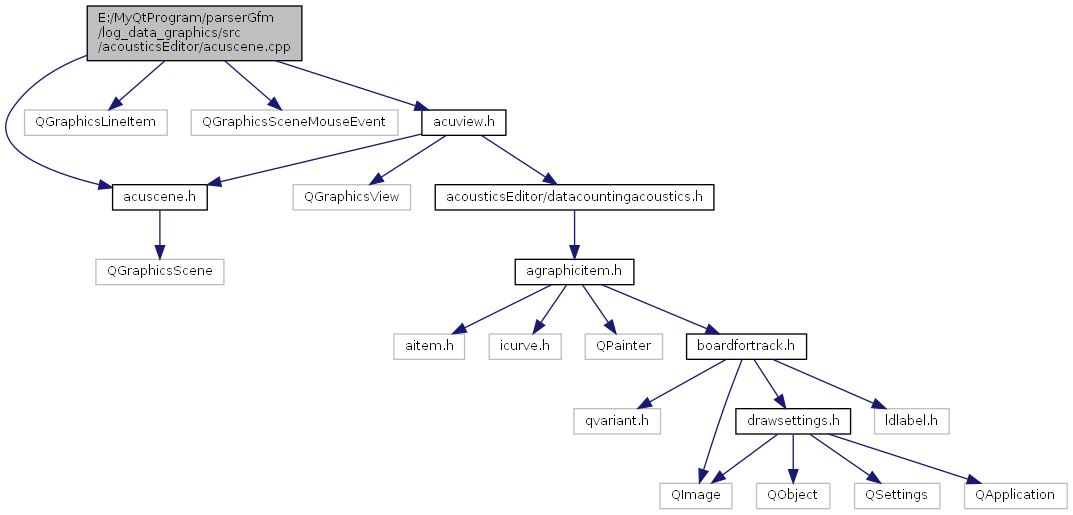 E:/MyQtProgram/parserGfm
/log_data_graphics/src
/acousticsEditor/acuscene.cpp
QGraphicsLineItem
QGraphicsSceneMouseEvent
acuview.h
acuscene.h
QGraphicsView
acousticsEditor/datacountingacoustics.h
QGraphicsScene
agraphicitem.h
aitem.h
icurve.h
QPainter
boardfortrack.h
qvariant.h
drawsettings.h
ldlabel.h
QImage
QObject
QSettings
QApplication